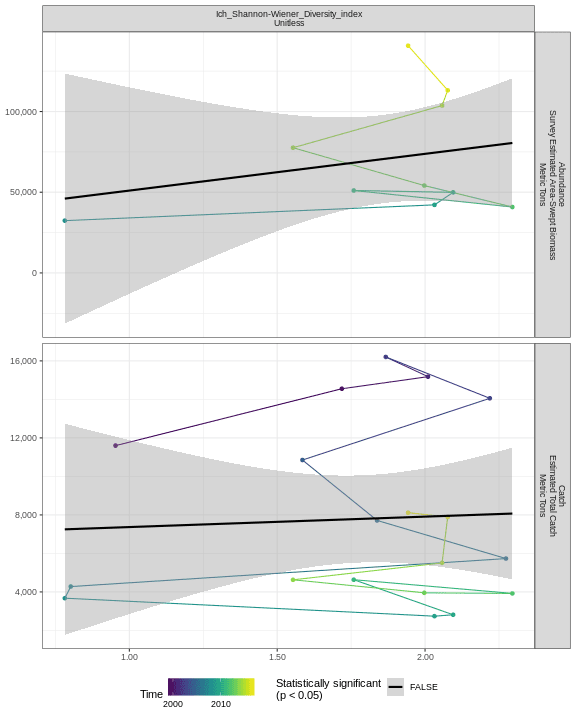 Ich_Shannon-Wiener_Diversity_index
Unitless
100,000
50,000
0
Abundance
Survey Estimated Area-Swept Biomass
Metric Tons
16,000
12,000
8,000
4,000
Catch
Estimated Total Catch
Metric Tons
1.00
1.50
2.00
Time
2000
2010
Statistically significant
(p < 0.05)
FALSE